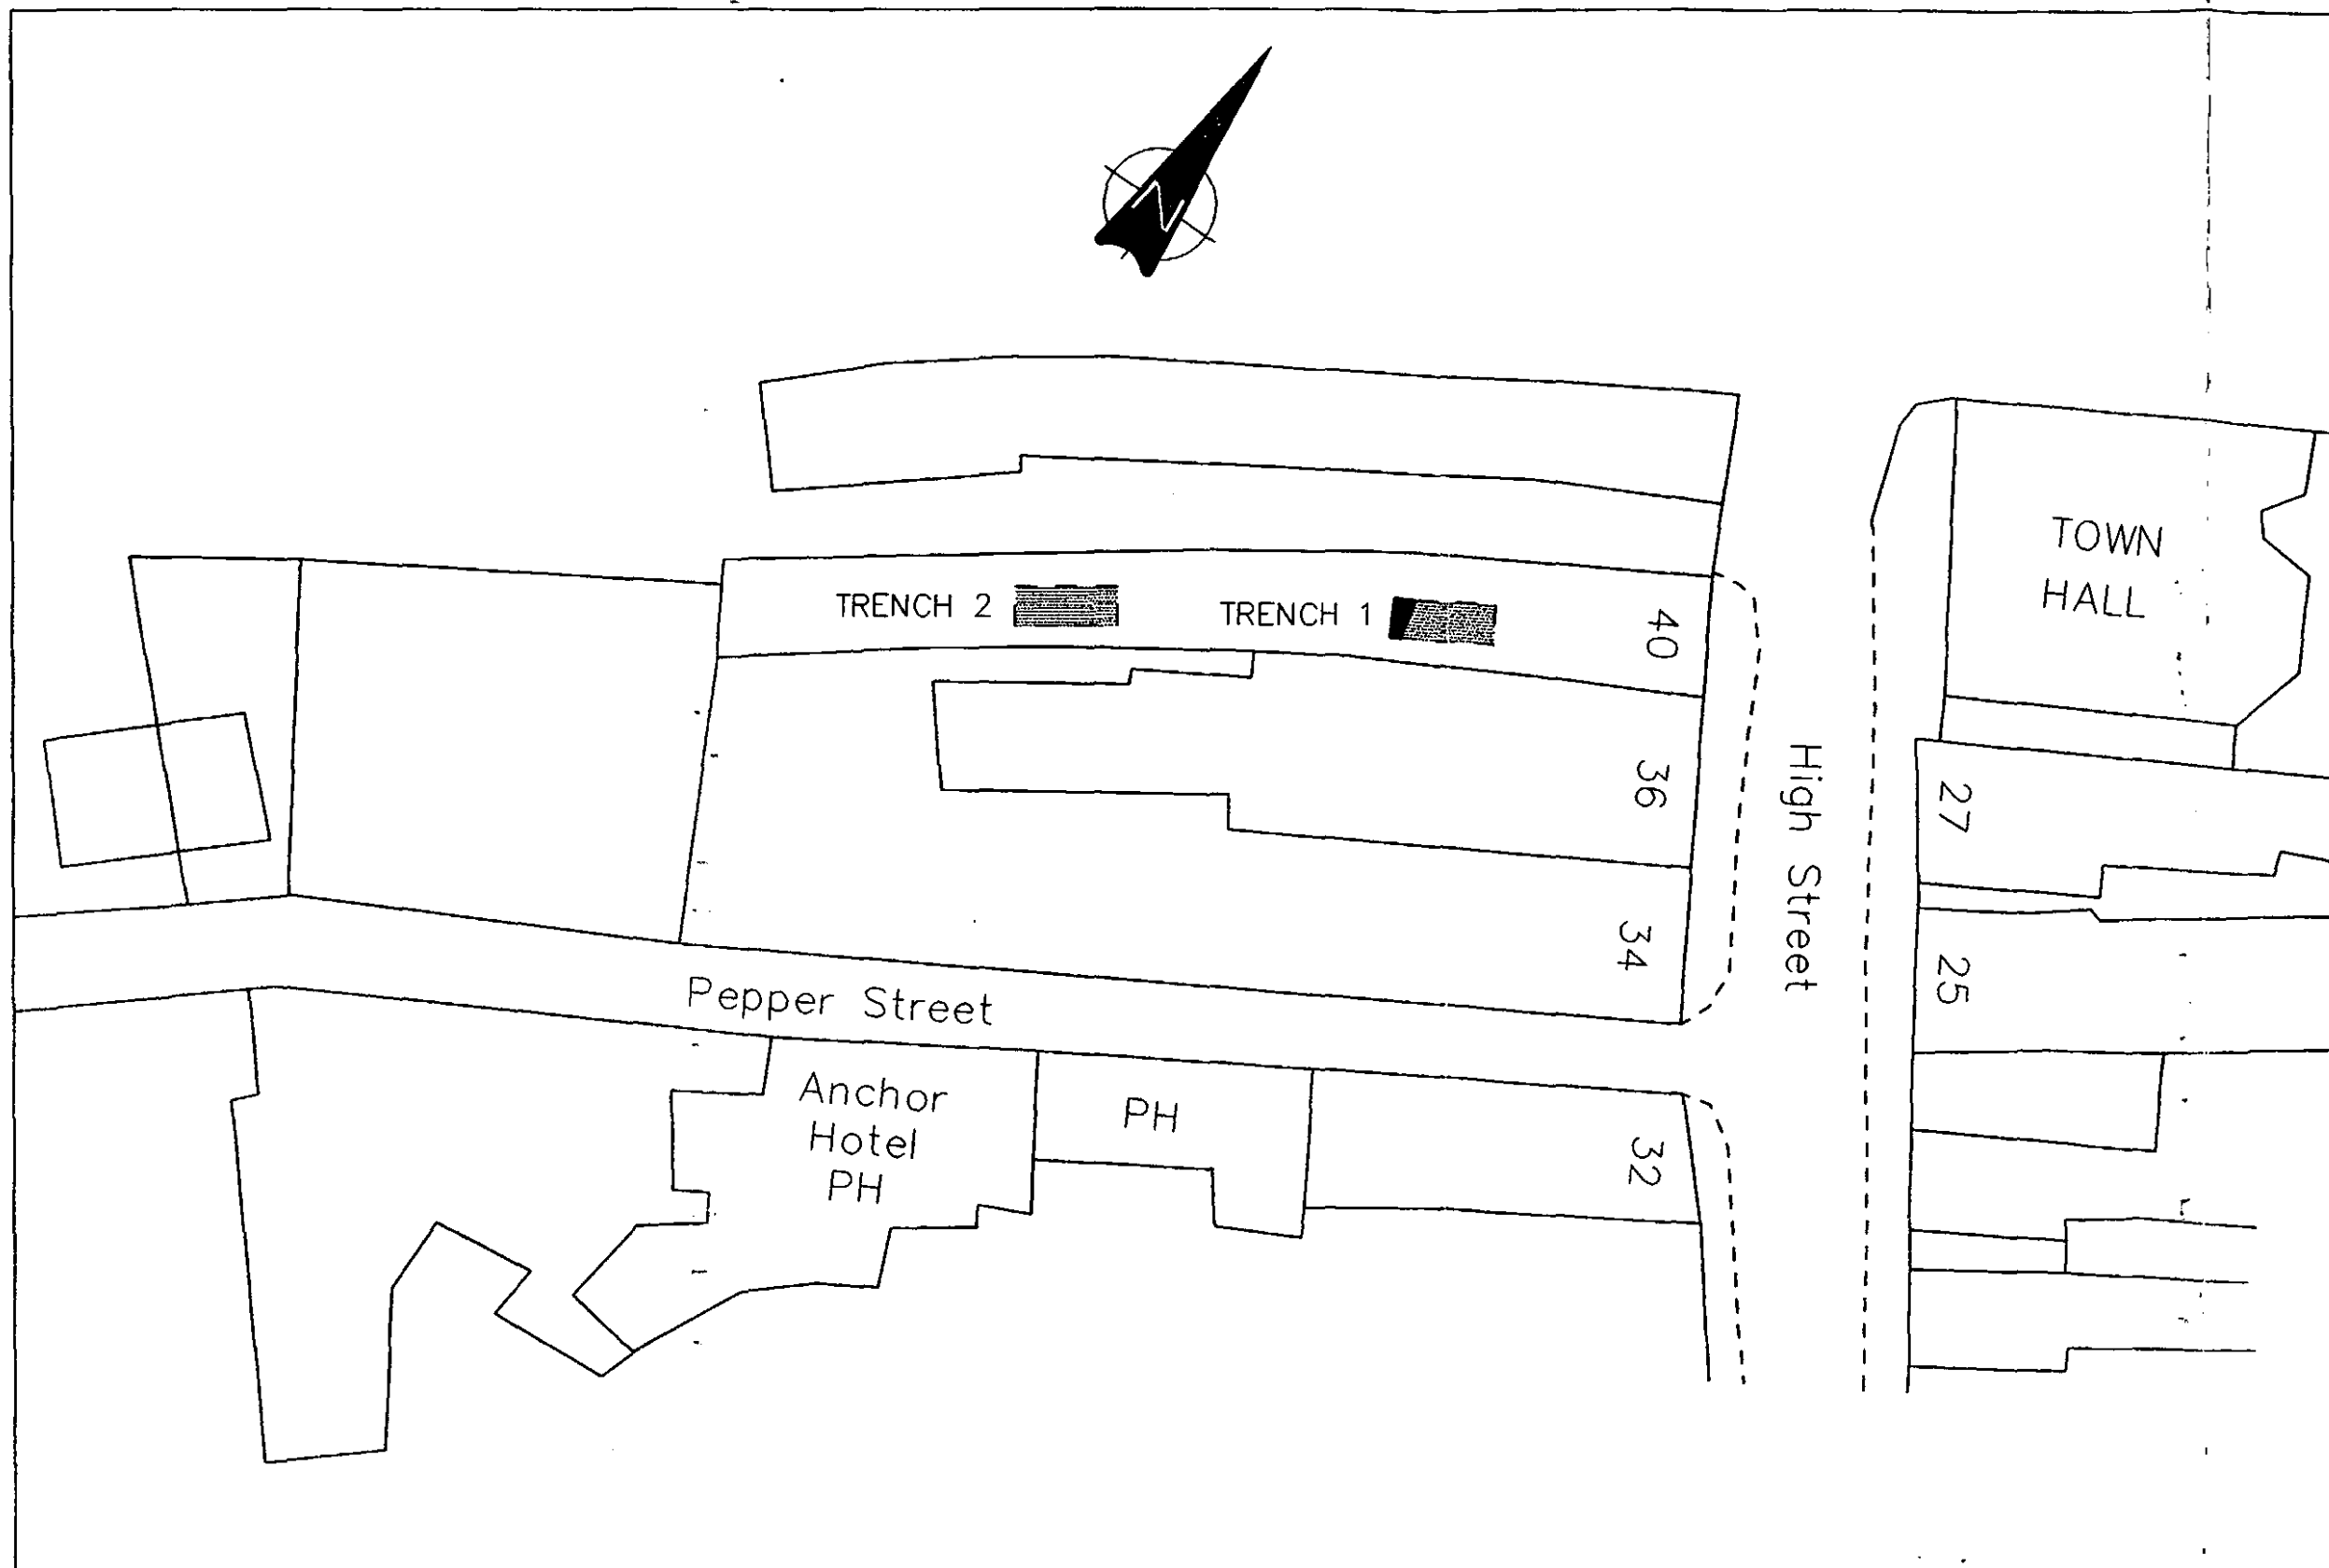 N
TOWN
HALL
TRENCH 2
TRENCH 1
40
36
34
High Street
27
25
Pepper Street
Anchor
Hotel
PH
PH
32